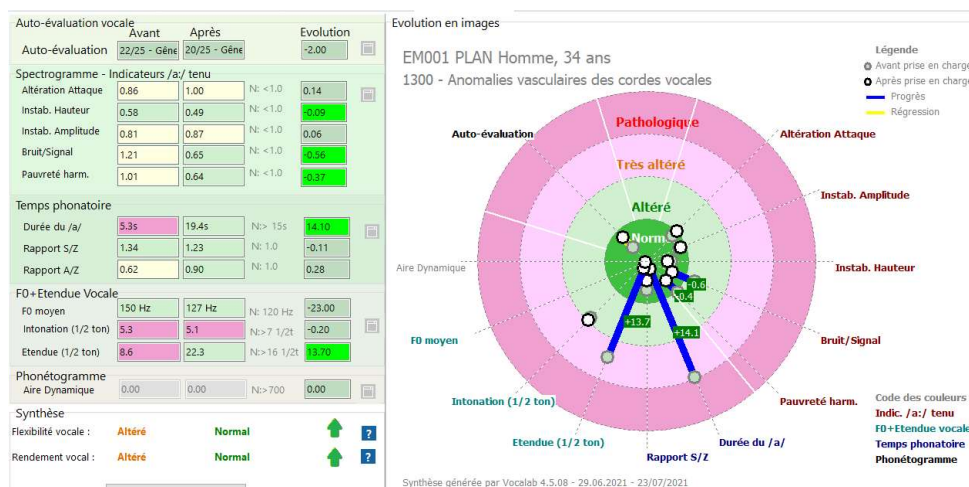 Auto-évaluation vocale
Avant Après Evolution
Auto-évaluation 22/25 - Gêne 20/25 - Gêne -2.00
Spectrogramme - Indicateurs /a:/ tenu
Altération Attaque 0.86 1.00 N: <1.0 0.14
Instab. Hauteur 0.58 0.49 N: <1.0 -0.09
Instab. Amplitude 0.81 0.87 N: <1.0 0.06
Bruit/Signal 1.21 0.65 N: <1.0 -0.56
Pauvreté harm. 1.01 0.64 N: <1.0 -0.37
Temps phonatoire
Durée du /a/ 5.3s 19.4s N:> 15s 14.10
Rapport S/Z 1.34 1.23 N: 1.0 -0.11
Rapport A/Z 0.62 0.90 N: 1.0 0.28
F0+Etendue Vocale
F0 moyen 150 Hz 127 Hz N: 120 Hz -23.00
Intonation (1/2 ton) 5.3 5.1 N:>7 1/2t -0.20
Etendue (1/2 ton) 8.6 22.3 N:>16 1/2t 13.70
Phonétogramme
Aire Dynamique 0.00 0.00 N:>700 0.00
Synthèse
Flexibilité vocale : Altéré Normal ?
Rendement vocal : Altéré Normal ?
Evolution en images
EM001 PLAN Homme, 34 ans
1300 - Anomalies vasculaires des cordes vocales
Légende
Avant prise en charge
Après prise en charge
Progrès
Régression
Pathologique
Très altéré
Altéré
Norm
Auto-évaluation
Altération Attaque
Instab. Amplitude
Aire Dynamique
Instab. Hauteur
-0.6
-0.4
+13.7
+14.1
F0 moyen
Bruit/Signal
Intonation (1/2 ton)
Pauvreté harm.
Etendue (1/2 ton)
Durée du /a/
Rapport S/Z
Code des couleurs
Indic. /a:/ tenu
F0+Etendue vocale
Temps phonatoire
Phonétogramme
Synthèse générée par Vocalab 4.5.08 - 29.06.2021 - 23/07/2021